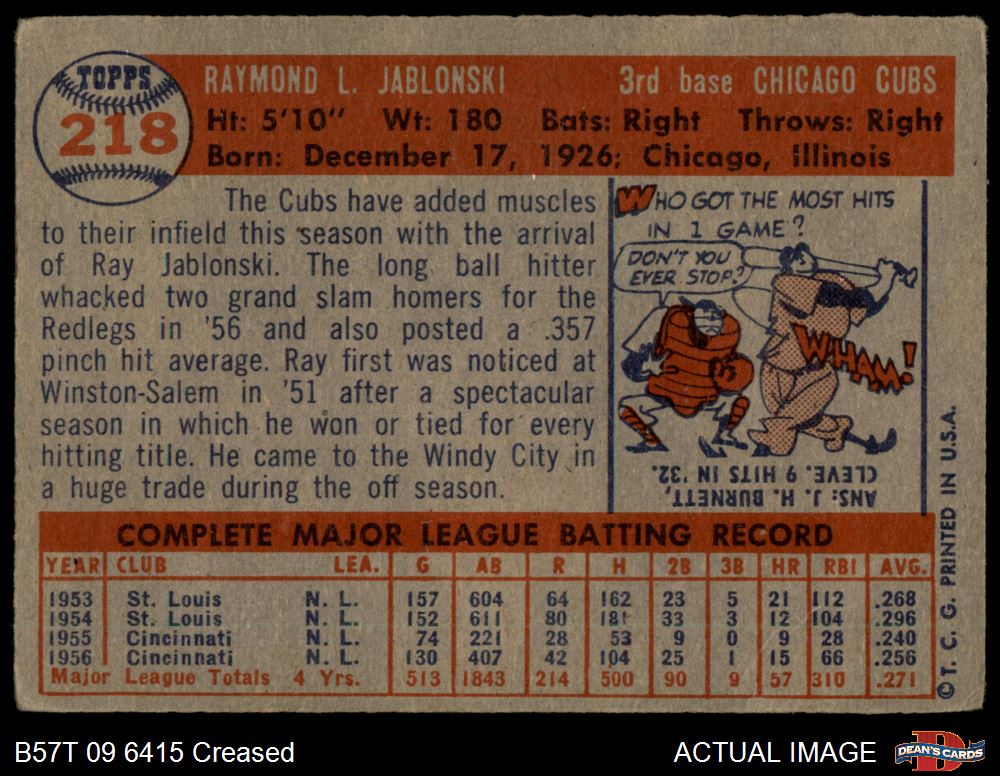 TOPPS
218
RAYMOND L. JABLONSKI 3rd base CHICAGO CUBS
Ht: 5'10" Wt: 180 Bats: Right Throws: Right
Born: December 17, 1926; Chicago, Illinois
The Cubs have added muscles
to their infield this season with the arrival
of Ray Jablonski. The long ball hitter
whacked two grand slam homers for the
Redlegs in '56 and also posted a .357
pinch hit average. Ray first was noticed at
Winston-Salem in '51 after a spectacular
season in which he won or tied for every
hitting title. He came to the Windy City in
a huge trade during the off season.
WHO GOT THE MOST HITS
IN 1 GAME?
DON'T YOU
EVER STOP?
WHAM!
ANS: J. H. BURNETT,
CLEVE. 9 HITS IN '32.
COMPLETE MAJOR LEAGUE BATTING RECORD
YEAR CLUB LEA. G AB R H 2B 3B HR RBI AVG.
1953 St. Louis N. L. 157 604 64 162 23 5 21 112 .268
1954 St. Louis N. L. 152 611 80 181 33 3 12 104 .296
1955 Cincinnati N. L. 74 221 28 53 9 0 9 28 .240
1956 Cincinnati N. L. 130 407 42 104 25 1 15 66 .256
Major League Totals 4 Yrs. 513 1843 214 500 90 9 57 310 .271
© T. C. G. PRINTED IN U.S.A.
B57T 09 6415 Creased
ACTUAL IMAGE
DEAN'S CARDS